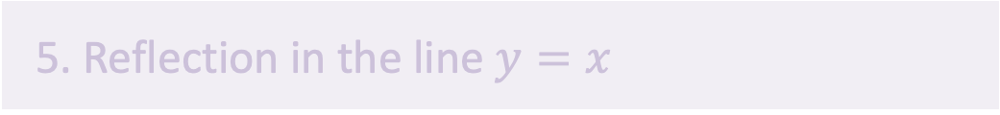 5. Reflection in the line y = x